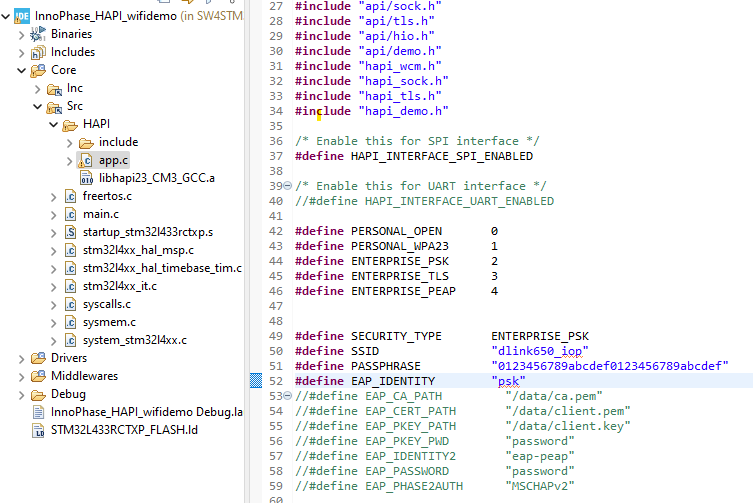 InnoPhase_HAPI_wifidemo (in SW4STM
Binaries
Includes
Core
Inc
Src
HAPI
include
app.c
libhapi23_CM3_GCC.a
freertos.c
main.c
startup_stm32l433rctxp.s
stm32l4xx_hal_msp.c
stm32l4xx_hal_timebase_tim.c
stm32l4xx_it.c
syscalls.c
sysmem.c
system_stm32l4xx.c
Drivers
Middlewares
Debug
InnoPhase_HAPI_wifidemo Debug.la
STM32L433RCTXP_FLASH.ld
27 #include "api/sock.h"
28 #include "api/tls.h"
29 #include "api/hio.h"
30 #include "api/demo.h"
31 #include "hapi_wcm.h"
32 #include "hapi_sock.h"
33 #include "hapi_tls.h"
34 #include "hapi_demo.h"
35
36 /* Enable this for SPI interface */
37 #define HAPI_INTERFACE_SPI_ENABLED
38
39 /* Enable this for UART interface */
40 //#define HAPI_INTERFACE_UART_ENABLED
41
42 #define PERSONAL_OPEN 0
43 #define PERSONAL_WPA23 1
44 #define ENTERPRISE_PSK 2
45 #define ENTERPRISE_TLS 3
46 #define ENTERPRISE_PEAP 4
47
48
49 #define SECURITY_TYPE ENTERPRISE_PSK
50 #define SSID "dlink650_iop"
51 #define PASSPHRASE "0123456789abcdef0123456789abcdef"
52 #define EAP_IDENTITY "psk"
53 //#define EAP_CA_PATH "/data/ca.pem"
54 //#define EAP_CERT_PATH "/data/client.pem"
55 //#define EAP_PKEY_PATH "/data/client.key"
56 //#define EAP_PKEY_PWD "password"
57 //#define EAP_IDENTITY2 "eap-peap"
58 //#define EAP_PASSWORD "password"
59 //#define EAP_PHASE2AUTH "MSCHAPv2"
60